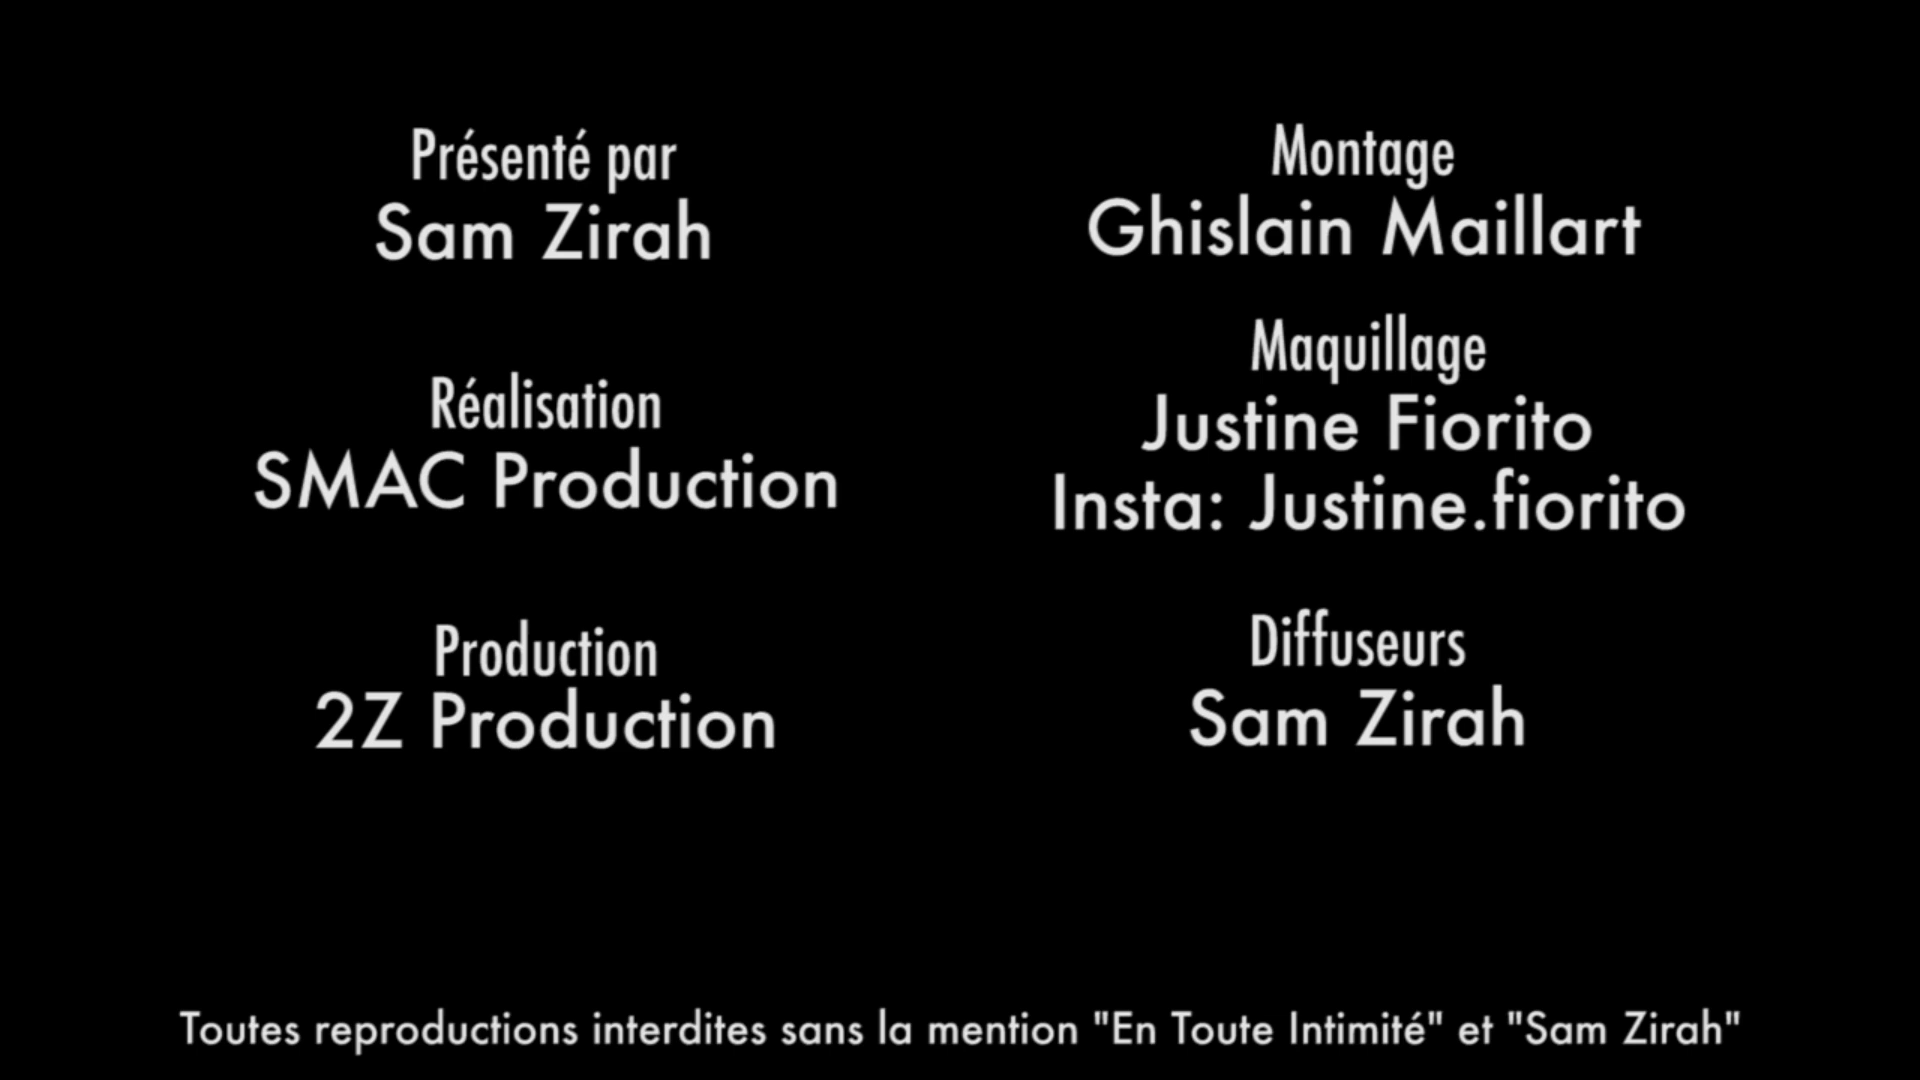 Présenté par
Sam Zirah
Réalisation
SMAC Production
Production
2Z Production
Montage
Ghislain Maillart
Maquillage
Justine Fiorito
Insta: Justine.fiorito
Diffuseurs
Sam Zirah
Toutes reproductions interdites sans la mention "En Toute Intimité" et "Sam Zirah"